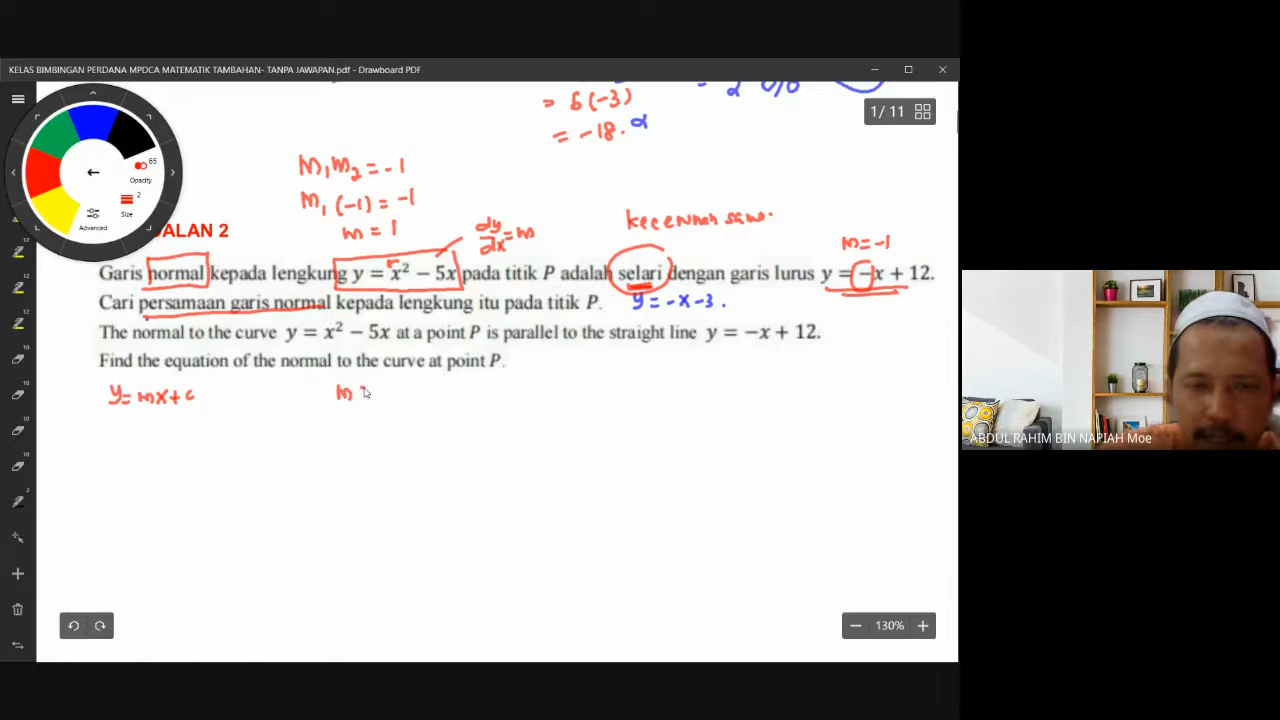 KELAS BIMBINGAN PERDANA MPDCA MATEMATIK TAMBAHAN- TANPA JAWAPAN.pdf - Drawboard PDF
1 / 11
= 6(-3)
= -18.
65
Opacity
2
Size
Advanced
m₁m₂ = -1
m₁(-1) = -1
m = 1
dy/dx = m
kecerunan sama.
m = -1
ALAN 2
Garis normal kepada lengkung y = x² − 5x pada titik P adalah selari dengan garis lurus y = −x + 12.
Cari persamaan garis normal kepada lengkung itu pada titik P.
y = -x -3.
The normal to the curve y = x² − 5x at a point P is parallel to the straight line y = −x + 12.
Find the equation of the normal to the curve at point P.
y = mx + c
m
130%
ABDUL RAHIM BIN NAPIAH Moe